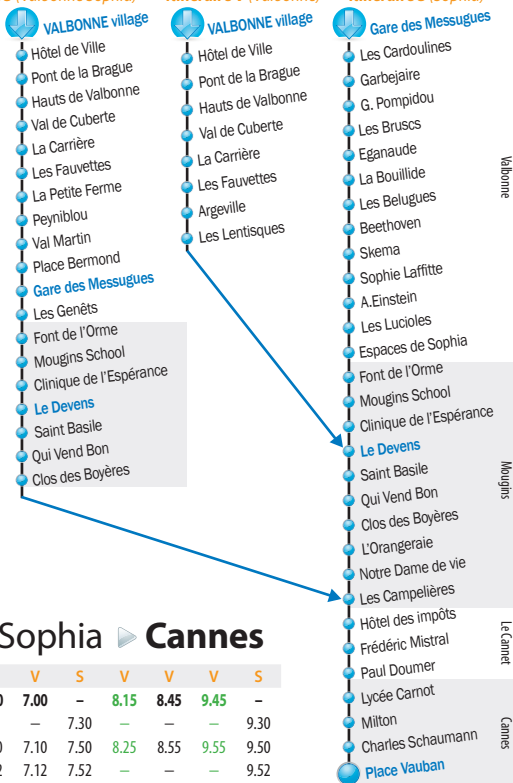 VALBONNE village
Hôtel de Ville
Pont de la Brague
Hauts de Valbonne
Val de Cuberte
La Carrière
Les Fauvettes
La Petite Ferme
Peyniblou
Val Martin
Place Bermond
Gare des Messugues
Les Genêts
Font de l'Orme
Mougins School
Clinique de l'Espérance
Le Devens
Saint Basile
Qui Vend Bon
Clos des Boyères
VALBONNE village
Hôtel de Ville
Pont de la Brague
Hauts de Valbonne
Val de Cuberte
La Carrière
Les Fauvettes
Argeville
Les Lentisques
Gare des Messugues
Les Cardoulines
Garbejaire
G. Pompidou
Les Bruscs
Eganaude
La Bouillide
Les Belugues
Beethoven
Skema
Sophie Laffitte
A.Einstein
Les Lucioles
Espaces de Sophia
Font de l'Orme
Mougins School
Clinique de l'Espérance
Le Devens
Saint Basile
Qui Vend Bon
Clos des Boyères
L'Orangeraie
Notre Dame de vie
Les Campelières
Hôtel des impôts
Frédéric Mistral
Paul Doumer
Lycée Carnot
Milton
Charles Schaumann
Place Vauban
Valbonne
Mougins
Le Cannet
Cannes
Sophia Cannes
V S V V V S
7.00 – 8.15 8.45 9.45 –
– 7.30 – – – 9.30
7.10 7.50 8.25 8.55 9.55 9.50
7.12 7.52 – – – 9.52